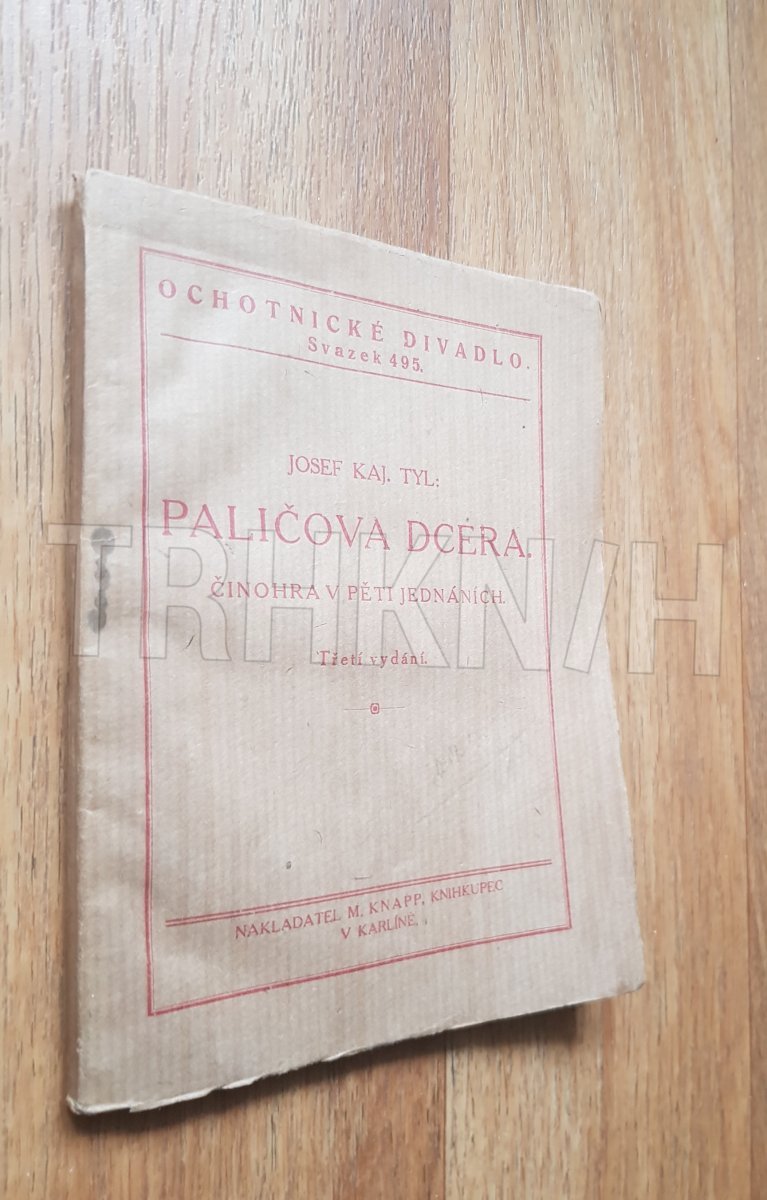 OCHOTNICKÉ DIVADLO.
Svazek 495.
JOSEF KAJ. TYL:
PALIČOVA DCERA.
ČINOHRA V PĚTI JEDNÁNÍCH.
Třetí vydání.
NAKLADATEL M. KNAPP, KNIHKUPEC
V KARLÍNĚ.
TRHKNIH